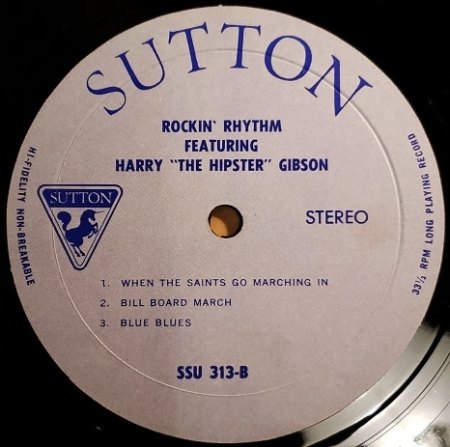 SUTTON
ROCKIN' RHYTHM
FEATURING
HARRY "THE HIPSTER" GIBSON
HI-FIDELITY NON-BREAKABLE
SUTTON
STEREO
33⅓ RPM LONG PLAYING RECORD
1. WHEN THE SAINTS GO MARCHING IN
2. BILL BOARD MARCH
3. BLUE BLUES
SSU 313-B